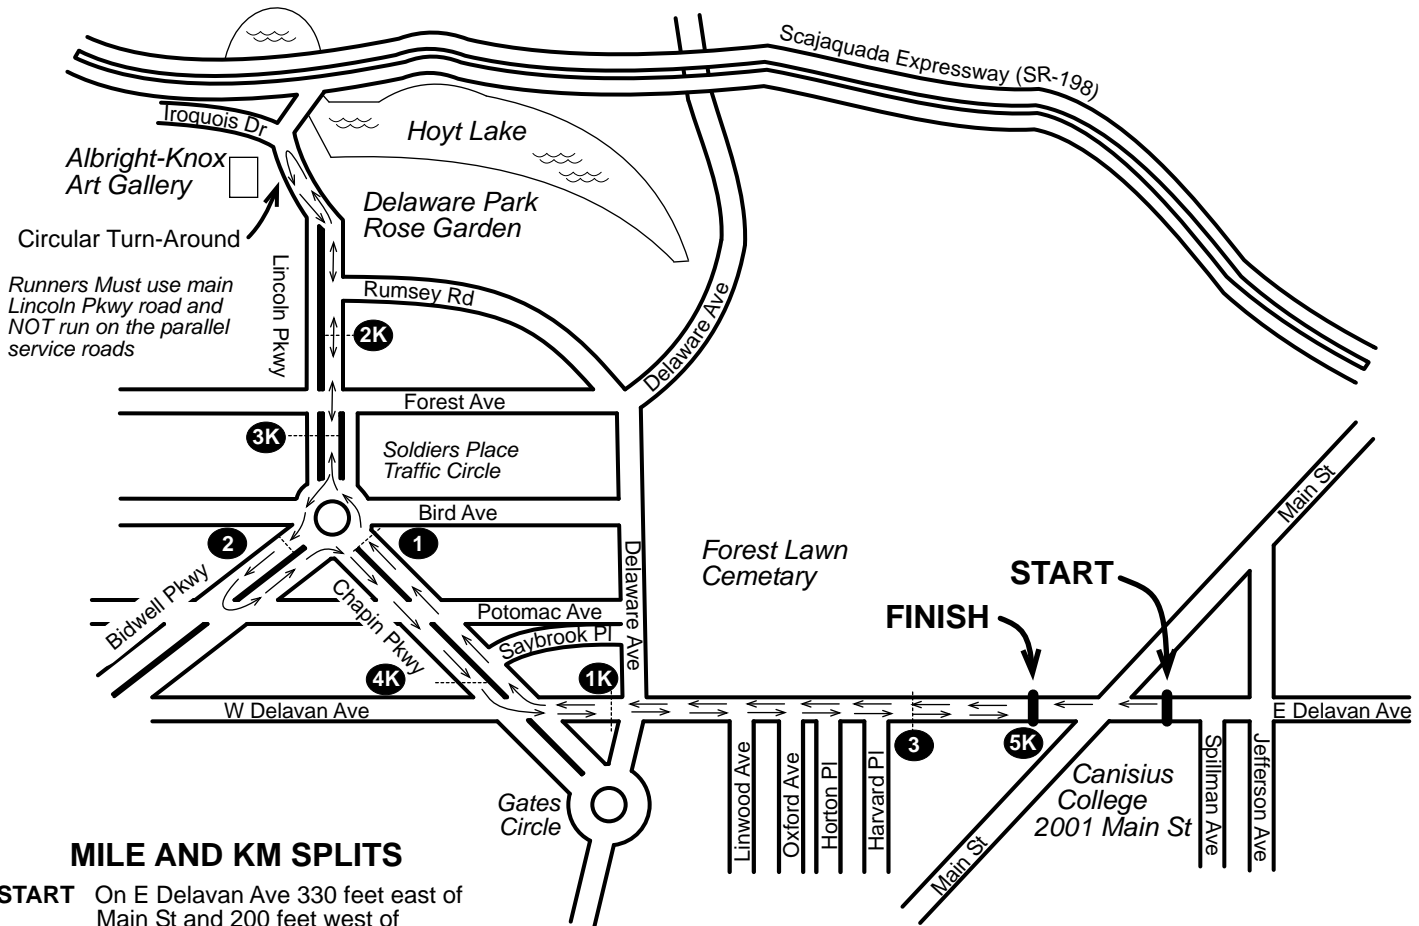 Scajaquada Expressway (SR-198)
Iroquois Dr
Hoyt Lake
Albright-Knox
Art Gallery
Delaware Park
Rose Garden
Circular Turn-Around
Runners Must use main
Lincoln Pkwy road and
NOT run on the parallel
service roads
Lincoln Pkwy
Rumsey Rd
Delaware Ave
2K
Forest Ave
3K
Soldiers Place
Traffic Circle
Main St
Bird Ave
2
1
Forest Lawn
Cemetary
START
FINISH
Bidwell Pkwy
Chapin Pkwy
Potomac Ave
Saybrook Pl
Delaware Ave
4K
1K
W Delavan Ave
E Delavan Ave
3
5K
Linwood Ave
Oxford Ave
Horton Pl
Harvard Pl
Spillman Ave
Jefferson Ave
Canisius
College
2001 Main St
Gates
Circle
Main St
MILE AND KM SPLITS
START On E Delavan Ave 330 feet east of
Main St and 200 feet west of